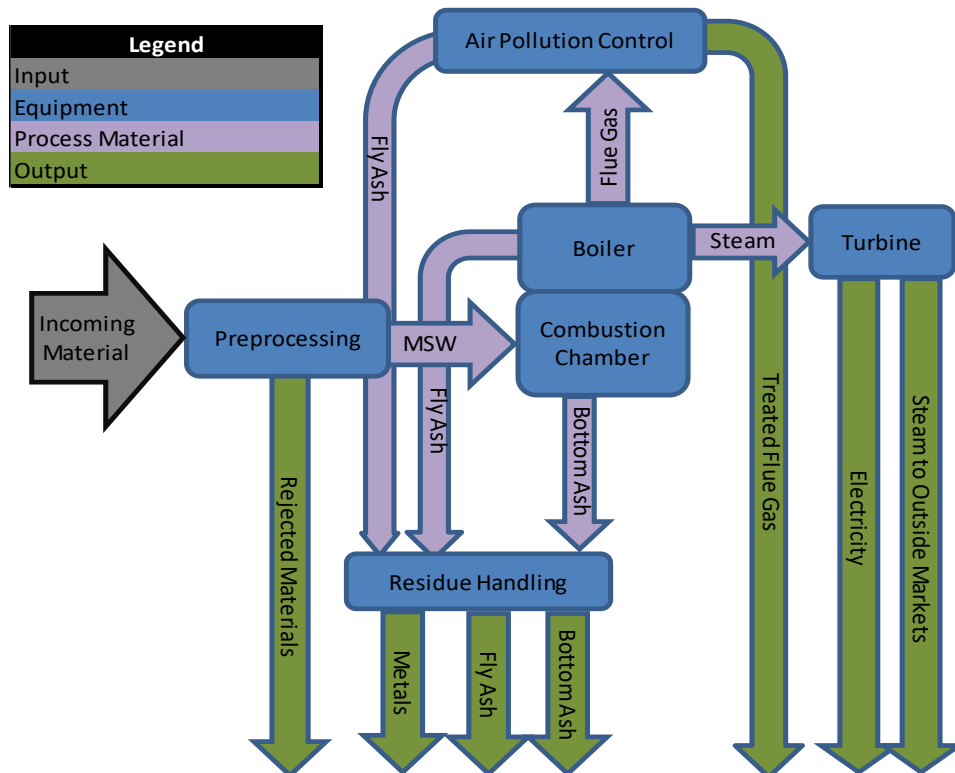 Legend
Input
Equipment
Process Material
Output
Air Pollution Control
Fly Ash
Flue Gas
Boiler
Steam
Turbine
Incoming
Material
Preprocessing
MSW
Combustion
Chamber
Fly Ash
Bottom Ash
Rejected Materials
Treated Flue Gas
Electricity
Steam to Outside Markets
Residue Handling
Metals
Fly Ash
Bottom Ash